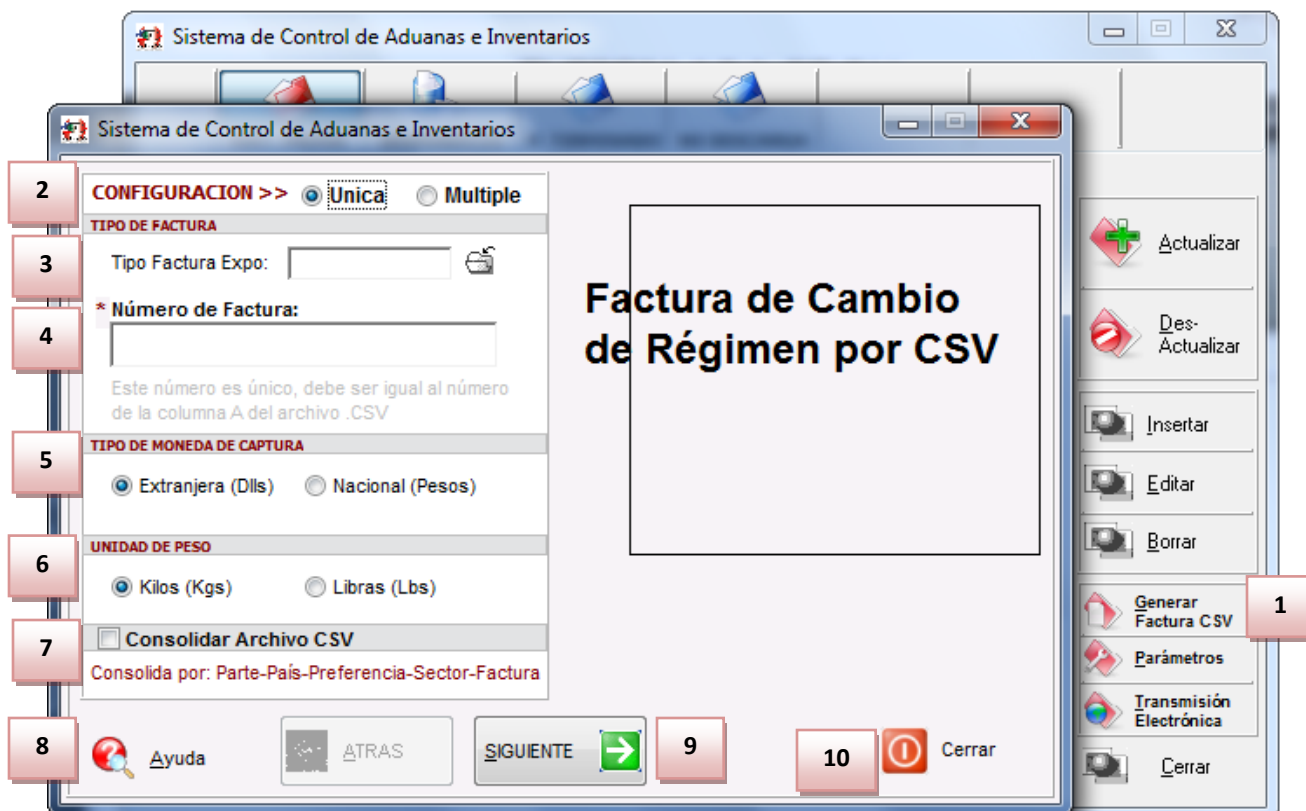 Sistema de Control de Aduanas e Inventarios
Sistema de Control de Aduanas e Inventarios
2
CONFIGURACION >> Unica Multiple
TIPO DE FACTURA
3
Tipo Factura Expo:
* Número de Factura:
4
Este número es único, debe ser igual al número
de la columna A del archivo .CSV
TIPO DE MONEDA DE CAPTURA
5
Extranjera (Dlls) Nacional (Pesos)
UNIDAD DE PESO
6
Kilos (Kgs) Libras (Lbs)
7
Consolidar Archivo CSV
Consolida por: Parte-País-Preferencia-Sector-Factura
8
Ayuda
ATRAS
SIGUIENTE
9
10
Cerrar
Factura de Cambio
de Régimen por CSV
Actualizar
Des-
Actualizar
Insertar
Editar
Borrar
Generar
Factura CSV
1
Parámetros
Transmisión
Electrónica
Cerrar